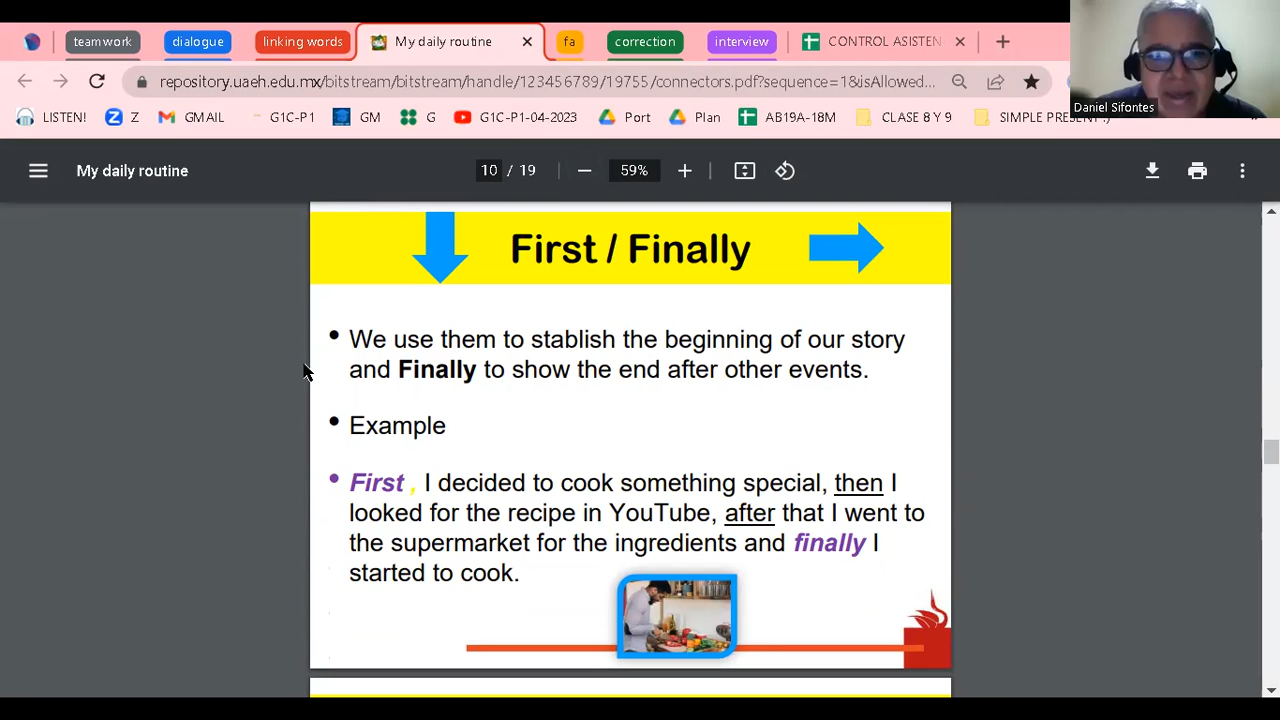 teamwork
dialogue
linking words
My daily routine
fa
correction
interview
CONTROL ASISTEN
repository.uaeh.edu.mx/bitstream/bitstream/handle/123456789/19755/connectors.pdf?sequence=1&isAllowed...
Daniel Sifontes
STEN!
Z
GMAIL
G1C-P1
GM
G
G1C-P1-04-2023
Port
Plan
AB19A-18M
CLASE 8 Y 9
SIMPLE PRESENT :)
My daily routine
10 / 19
59%
First / Finally
• We use them to stablish the beginning of our story
and Finally to show the end after other events.
• Example
• First , I decided to cook something special, then I
looked for the recipe in YouTube, after that I went to
the supermarket for the ingredients and finally I
started to cook.